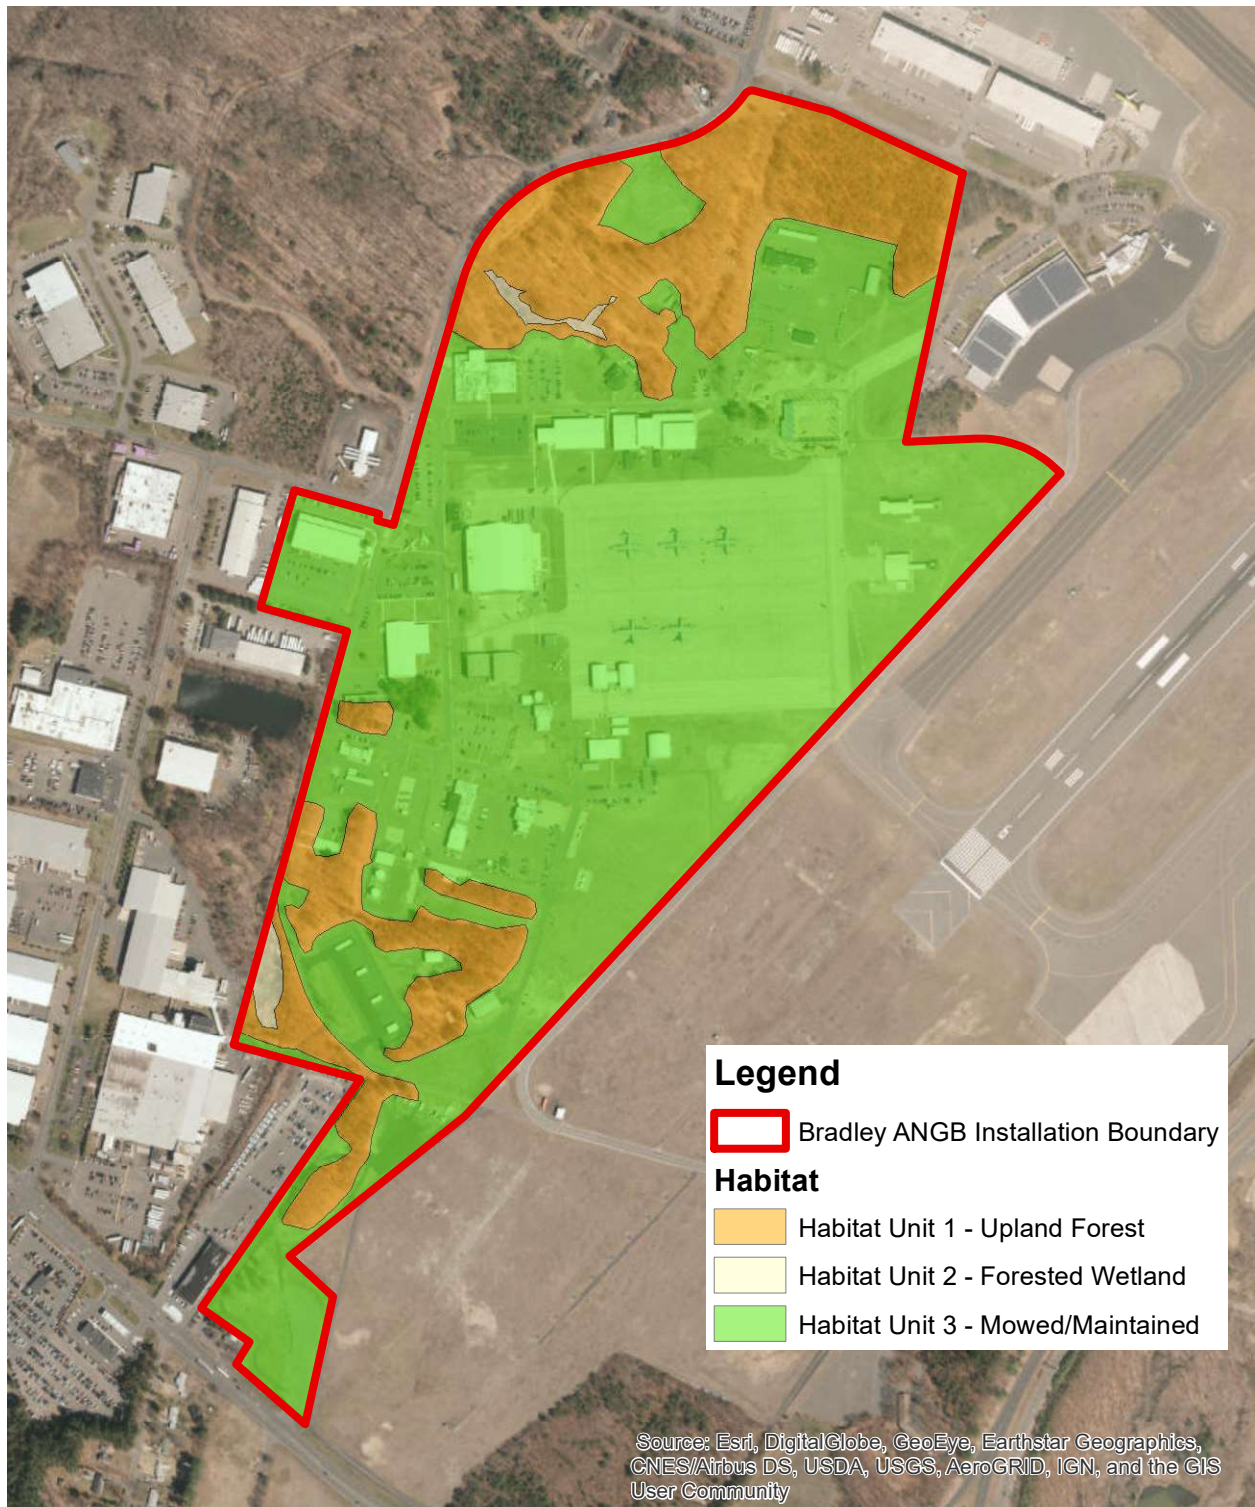 Legend
Bradley ANGB Installation Boundary
Habitat
Habitat Unit 1 - Upland Forest
Habitat Unit 2 - Forested Wetland
Habitat Unit 3 - Mowed/Maintained
Source: Esri, DigitalGlobe, GeoEye, Earthstar Geographics,
CNES/Airbus DS, USDA, USGS, AeroGRID, IGN, and the GIS
User Community